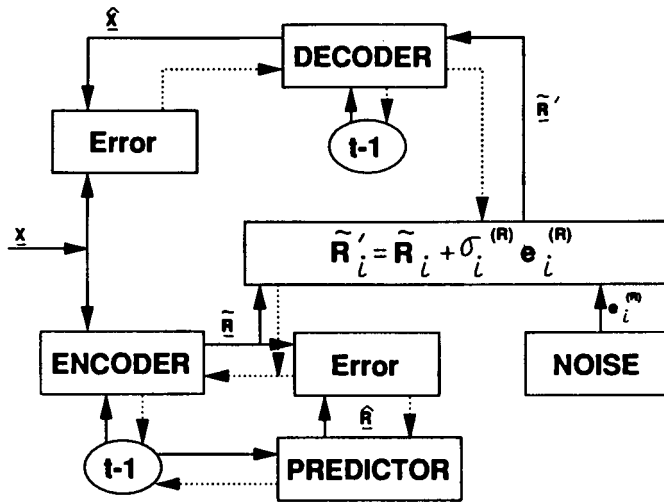 X̂
DECODER
R̃′
Error
t-1
X
R̃′ᵢ = R̃ᵢ + σᵢ⁽ᴿ⁾ eᵢ⁽ᴿ⁾
R̃
eᵢ⁽ᴿ⁾
ENCODER
Error
NOISE
R̂
t-1
PREDICTOR